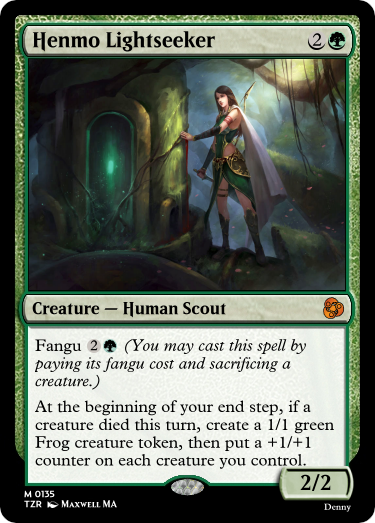 Henmo Lightseeker 2
Creature — Human Scout
Fangu 2 (You may cast this spell by
paying its fangu cost and sacrificing a
creature.)
At the beginning of your end step, if a
creature died this turn, create a 1/1 green
Frog creature token, then put a +1/+1
counter on each creature you control.
2/2
M 0135
TZR Maxwell MA
Denny